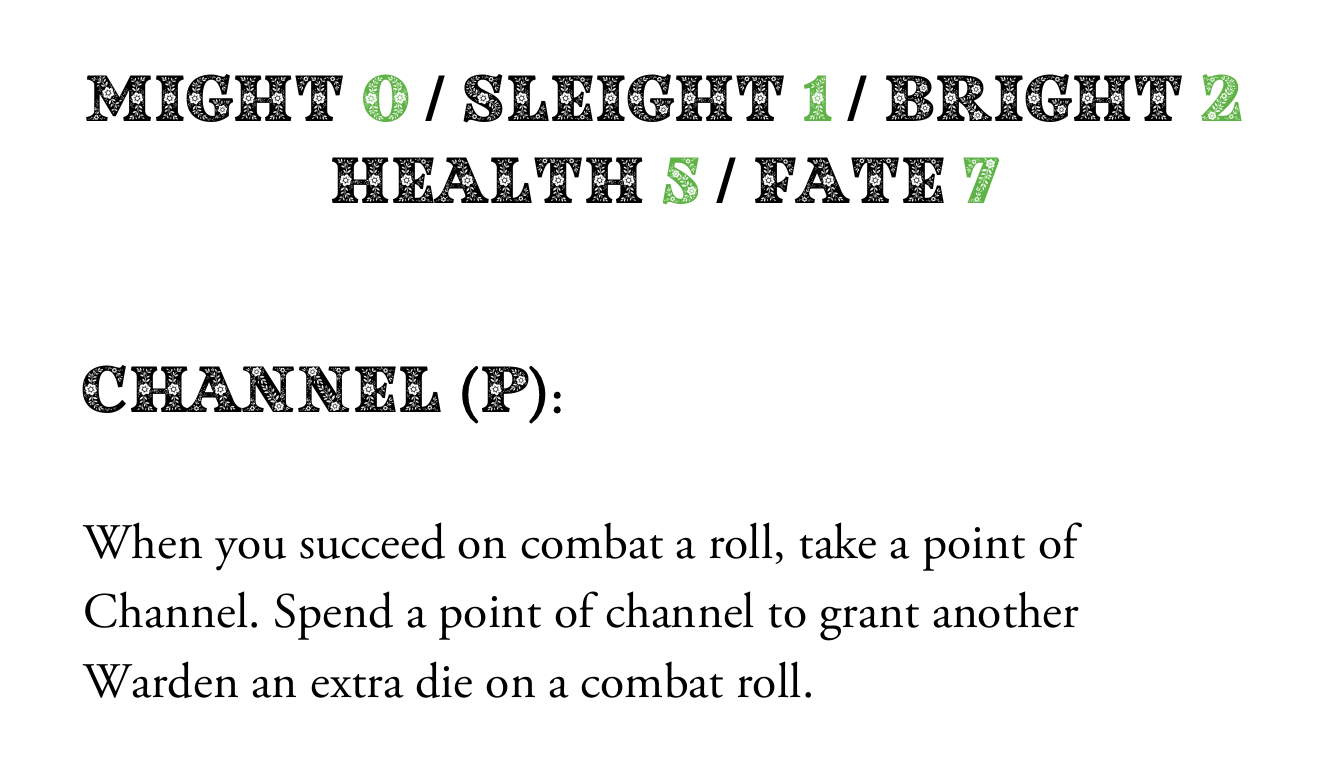 MIGHT 0 / SLEIGHT 1 / BRIGHT 2
HEALTH 5 / FATE 7
CHANNEL (P):
When you succeed on combat a roll, take a point of
Channel. Spend a point of channel to grant another
Warden an extra die on a combat roll.